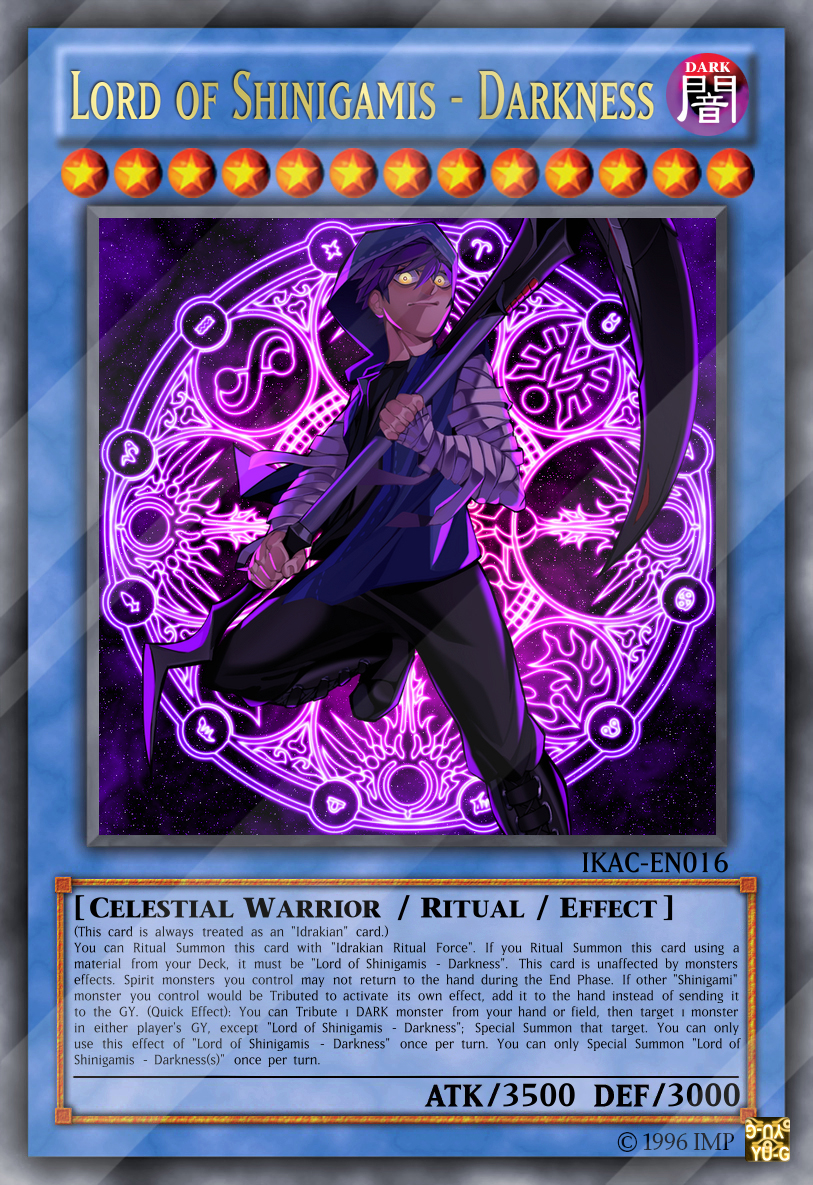 Lord of Shinigamis - Darkness
DARK
闇
IKAC-EN016
[ Celestial Warrior / Ritual / Effect ]
(This card is always treated as an "Idrakian" card.)
You can Ritual Summon this card with "Idrakian Ritual Force". If you Ritual Summon this card using a
material from your Deck, it must be "Lord of Shinigamis - Darkness". This card is unaffected by monsters
effects. Spirit monsters you control may not return to the hand during the End Phase. If other "Shinigami"
monster you control would be Tributed to activate its own effect, add it to the hand instead of sending it
to the GY. (Quick Effect): You can Tribute 1 DARK monster from your hand or field, then target 1 monster
in either player's GY, except "Lord of Shinigamis - Darkness"; Special Summon that target. You can only
use this effect of "Lord of Shinigamis - Darkness" once per turn. You can only Special Summon "Lord of
Shinigamis - Darkness(s)" once per turn.
ATK/3500 DEF/3000
© 1996 IMP